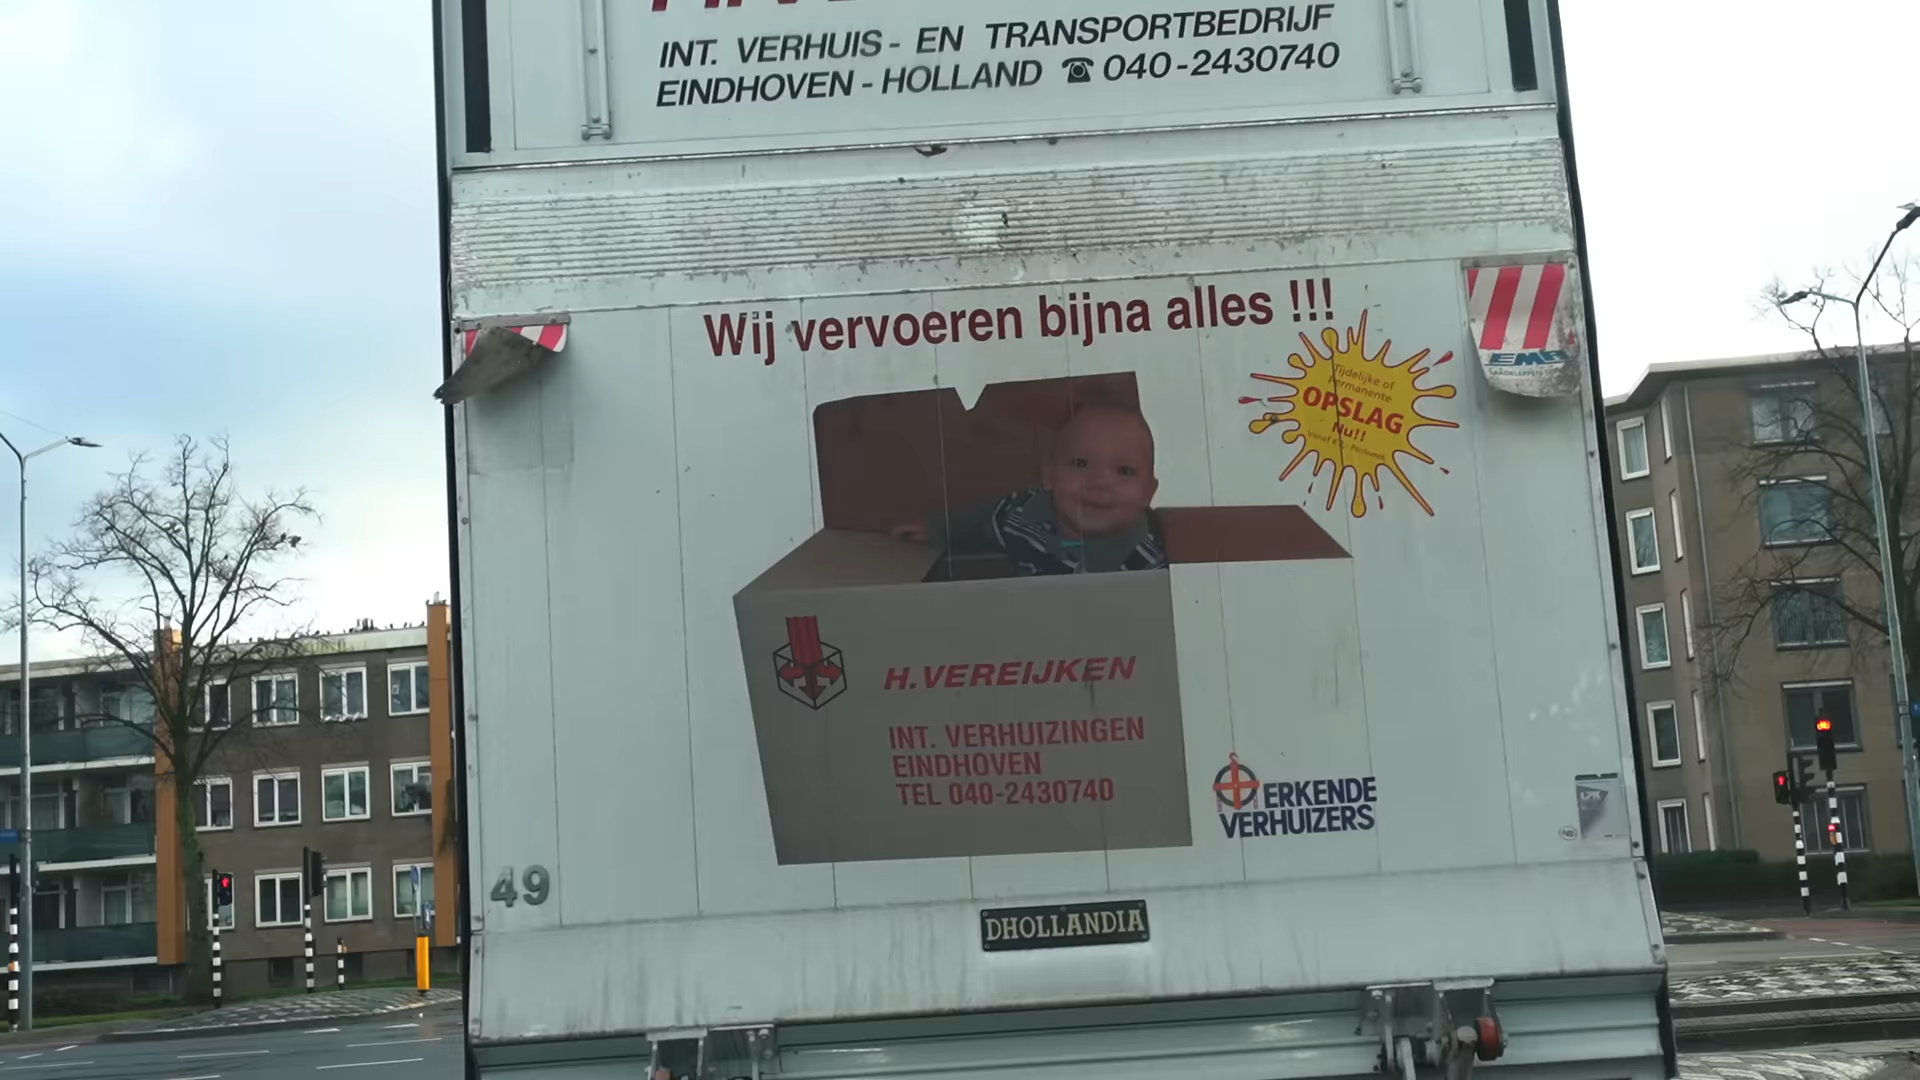 INT. VERHUIS - EN TRANSPORTBEDRIJF
EINDHOVEN - HOLLAND ☎ 040-2430740
Wij vervoeren bijna alles !!!
Tijdelijke of
Permanente
OPSLAG
Nu!!
EMB
H.VEREIJKEN
INT. VERHUIZINGEN
EINDHOVEN
TEL 040-2430740
ERKENDE
VERHUIZERS
49
DHOLLANDIA